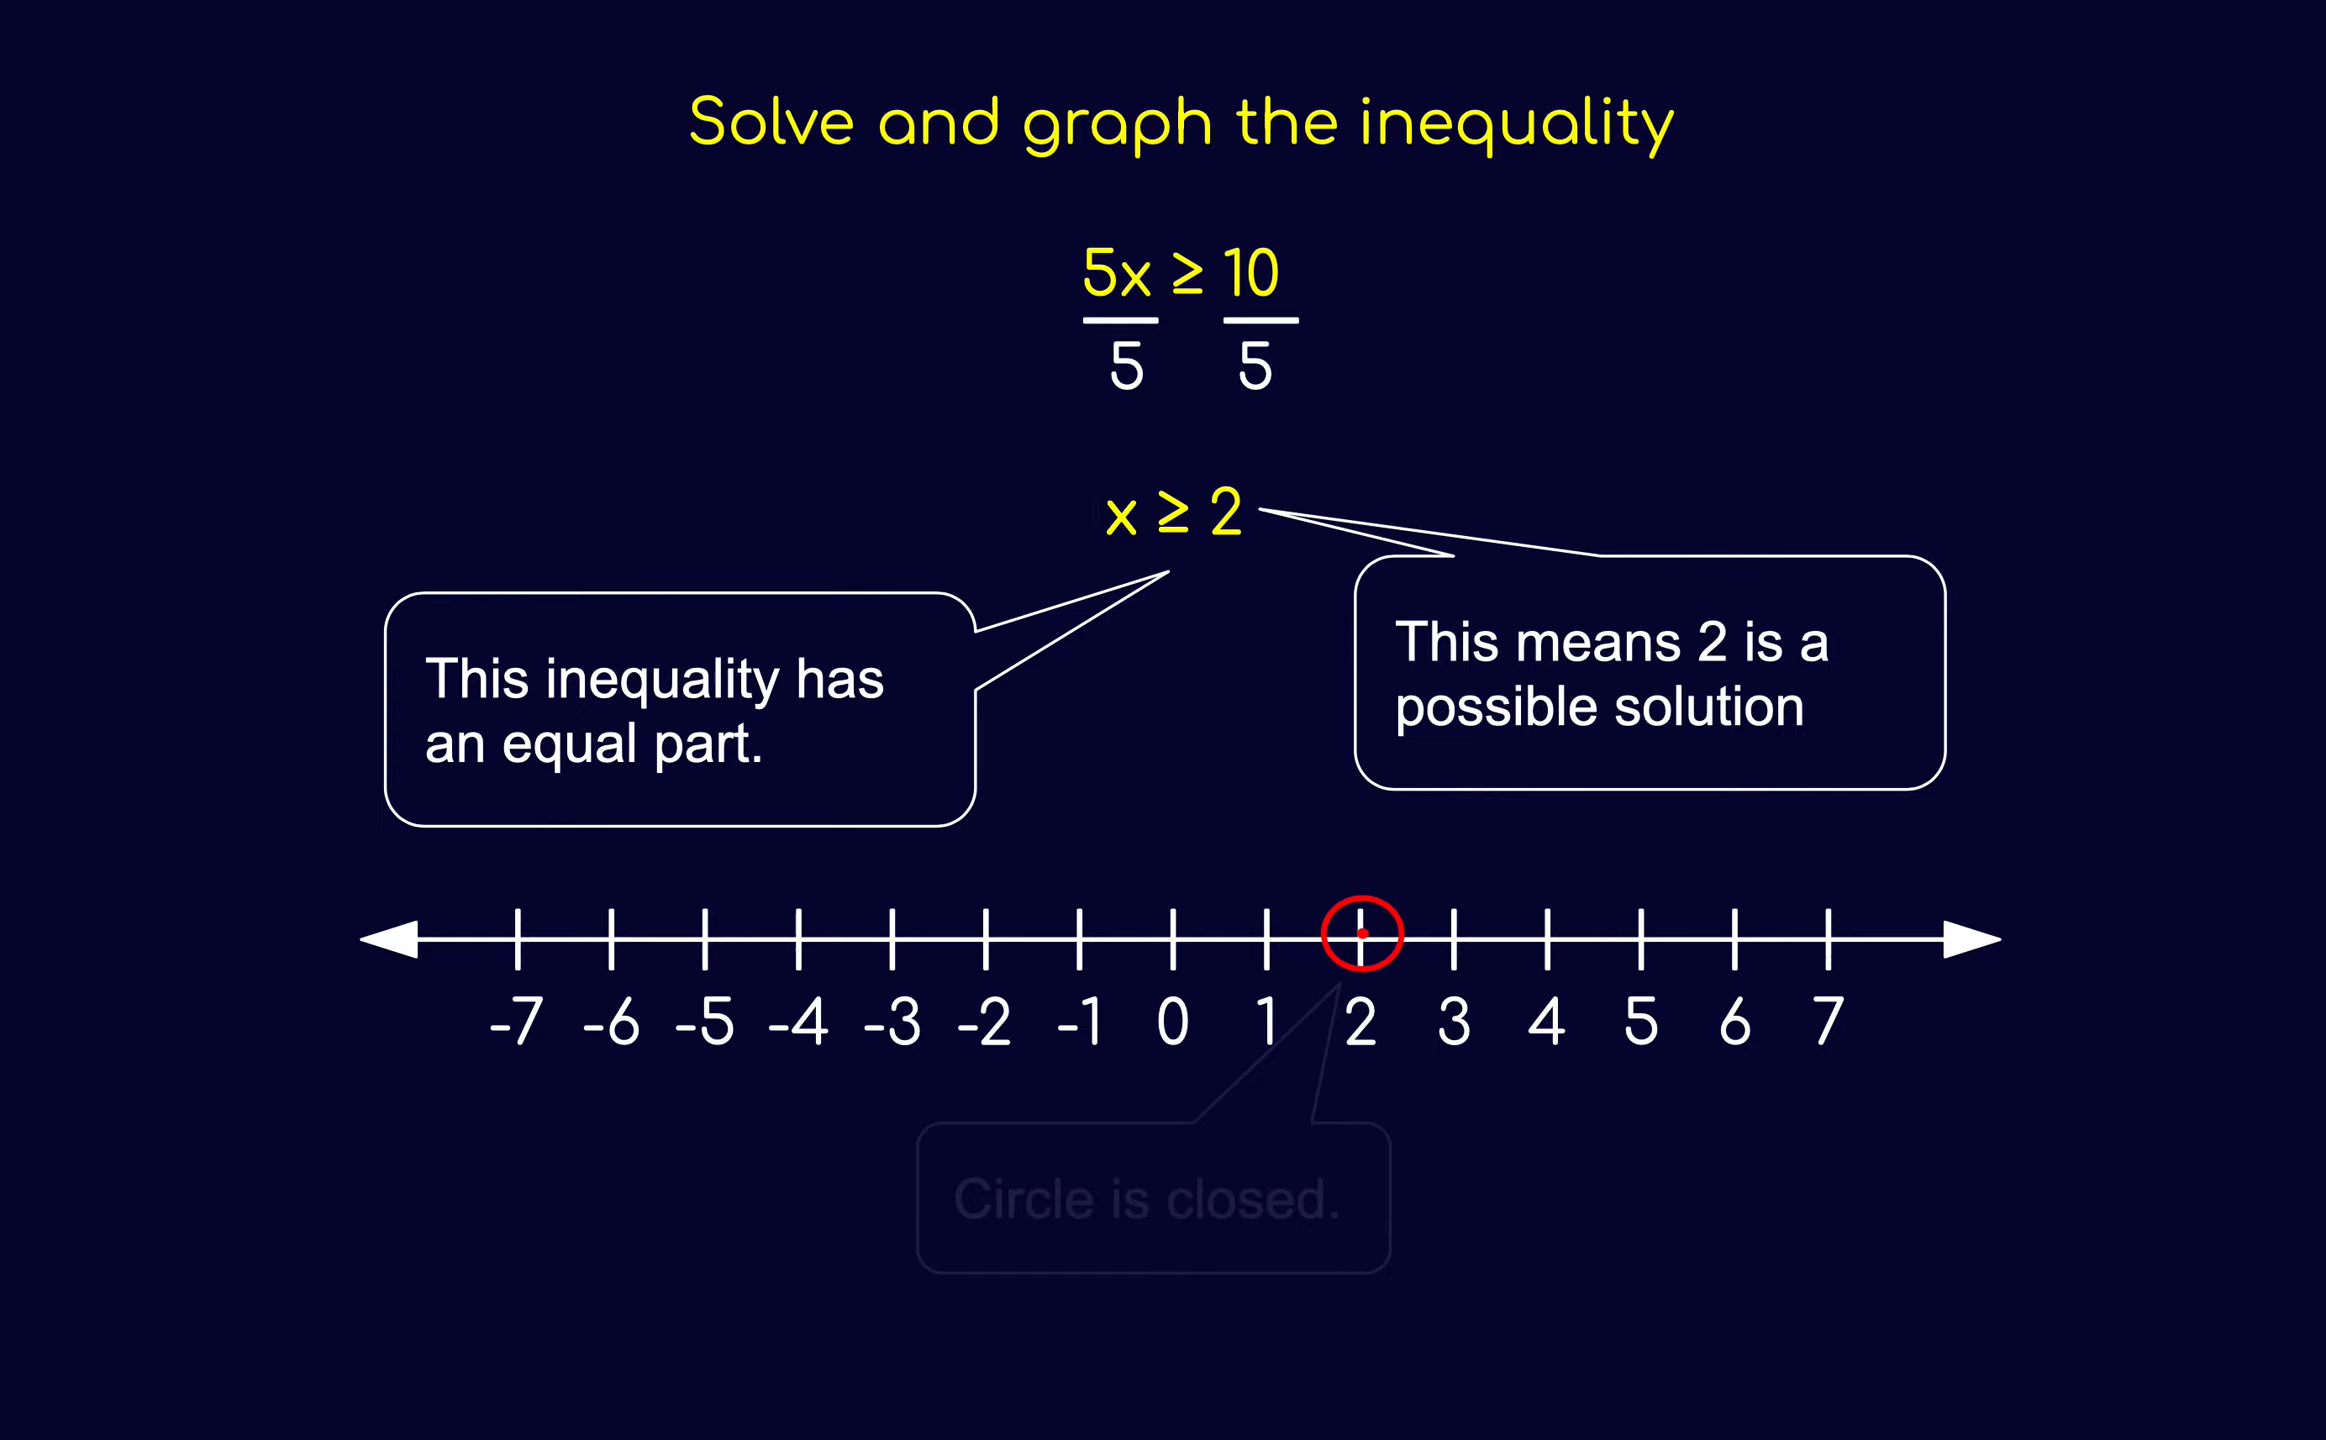 Solve and graph the inequality
5x ≥ 10
5 5
x ≥ 2
This means 2 is a
possible solution
This inequality has
an equal part.
-7 -6 -5 -4 -3 -2 -1 0 1 2 3 4 5 6 7
Circle is closed.